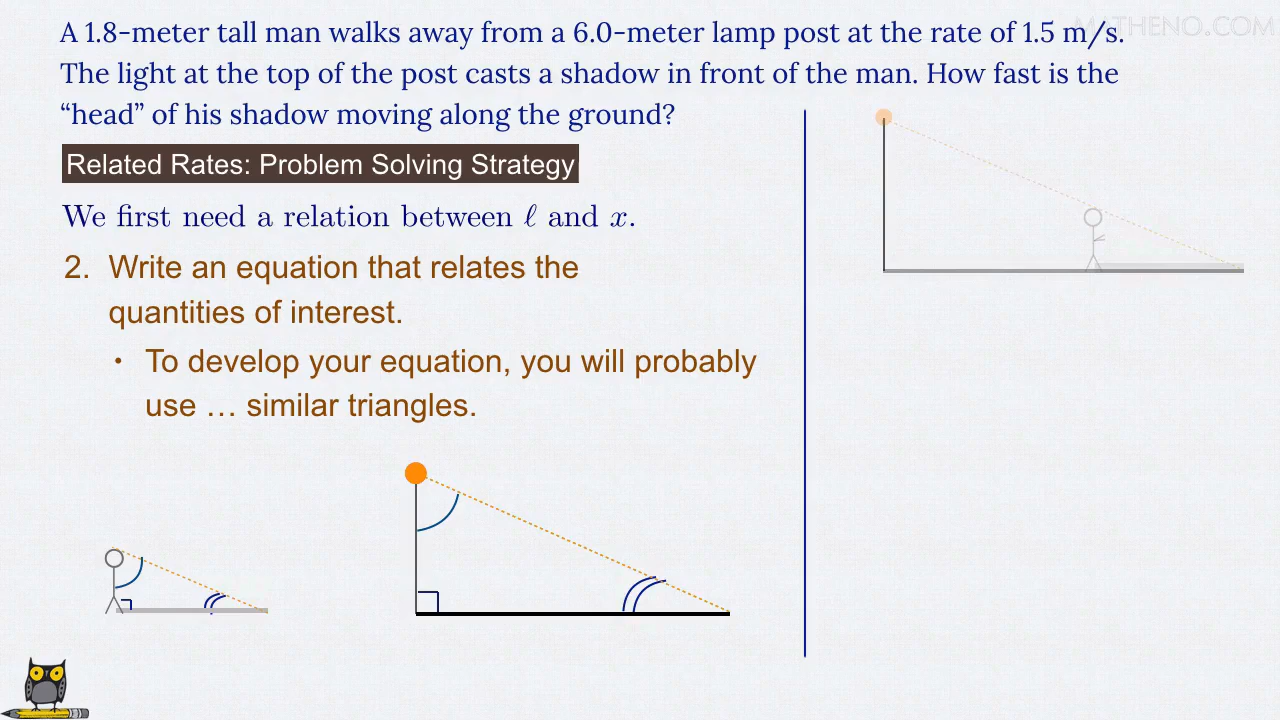 A 1.8-meter tall man walks away from a 6.0-meter lamp post at the rate of 1.5 m/s.
MATHENO.COM
The light at the top of the post casts a shadow in front of the man. How fast is the
“head” of his shadow moving along the ground?
Related Rates: Problem Solving Strategy
We first need a relation between ℓ and x.
2. Write an equation that relates the
quantities of interest.
• To develop your equation, you will probably
use … similar triangles.